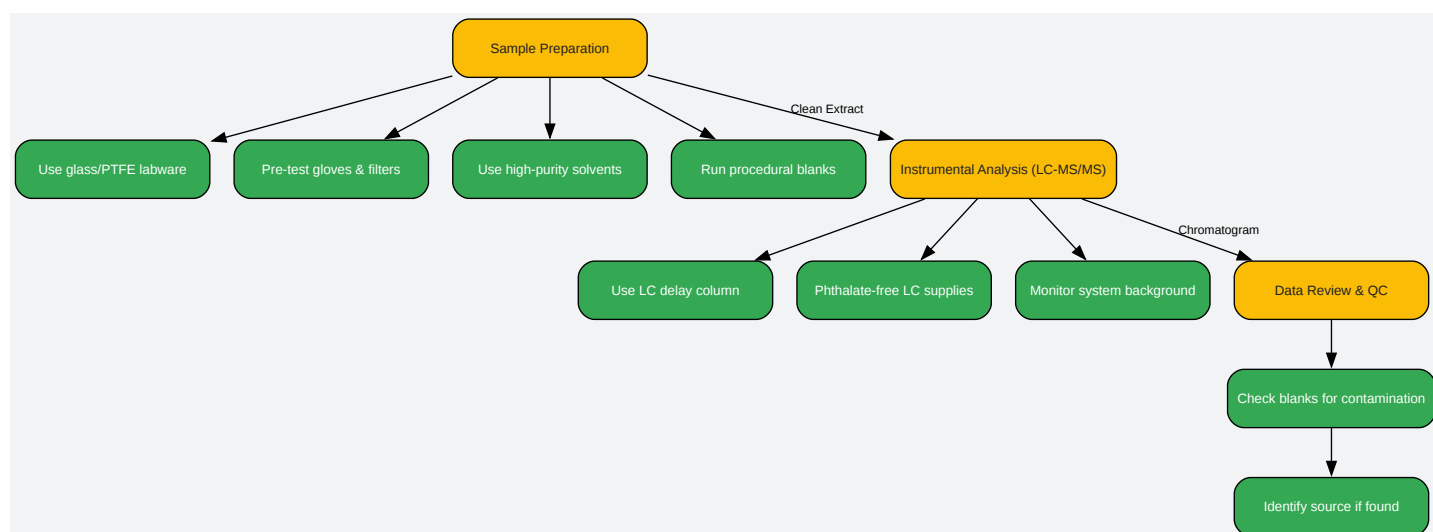 Sample Preparation
Clean Extract
Use glass/PTFE labware
Pre-test gloves & filters
Use high-purity solvents
Run procedural blanks
Instrumental Analysis (LC-MS/MS)
Chromatogram
Use LC delay column
Phthalate-free LC supplies
Monitor system background
Data Review & QC
Check blanks for contamination
Identify source if found